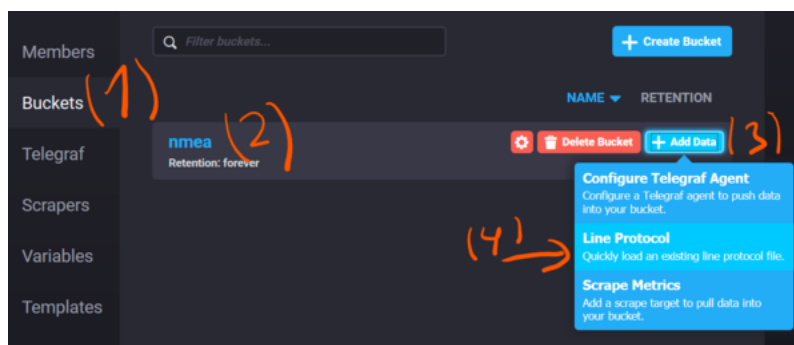 Members
Buckets (1)
Telegraf
Scrapers
Variables
Templates
Filter buckets...
+ Create Bucket
NAME RETENTION
nmea (2)
Retention: forever
Delete Bucket + Add Data (3)
Configure Telegraf Agent
Configure a Telegraf agent to push data
into your bucket.
(4) Line Protocol
Quickly load an existing line protocol file.
Scrape Metrics
Add a scrape target to pull data into
your bucket.